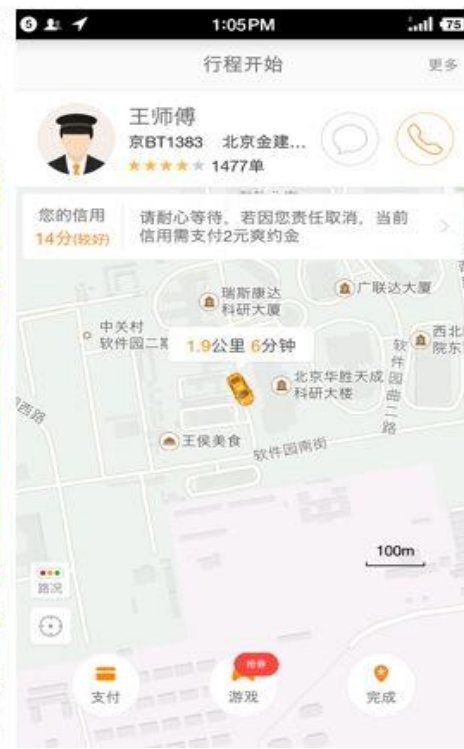 5
1:05PM
75
行程开始
更多
王师傅
京BT1383 北京金建...
1477单
您的信用
14分(较好)
请耐心等待，若因您责任取消，当前
信用需支付2元爽约金
瑞斯康达
科研大厦
广联达大厦
中关村
软件园二期
1.9公里 6分钟
西北
院东
软件园曲二路
北京华胜天成
科研大楼
西路
王侯美食
软件园南街
100m
路况
抢券
支付
游戏
完成